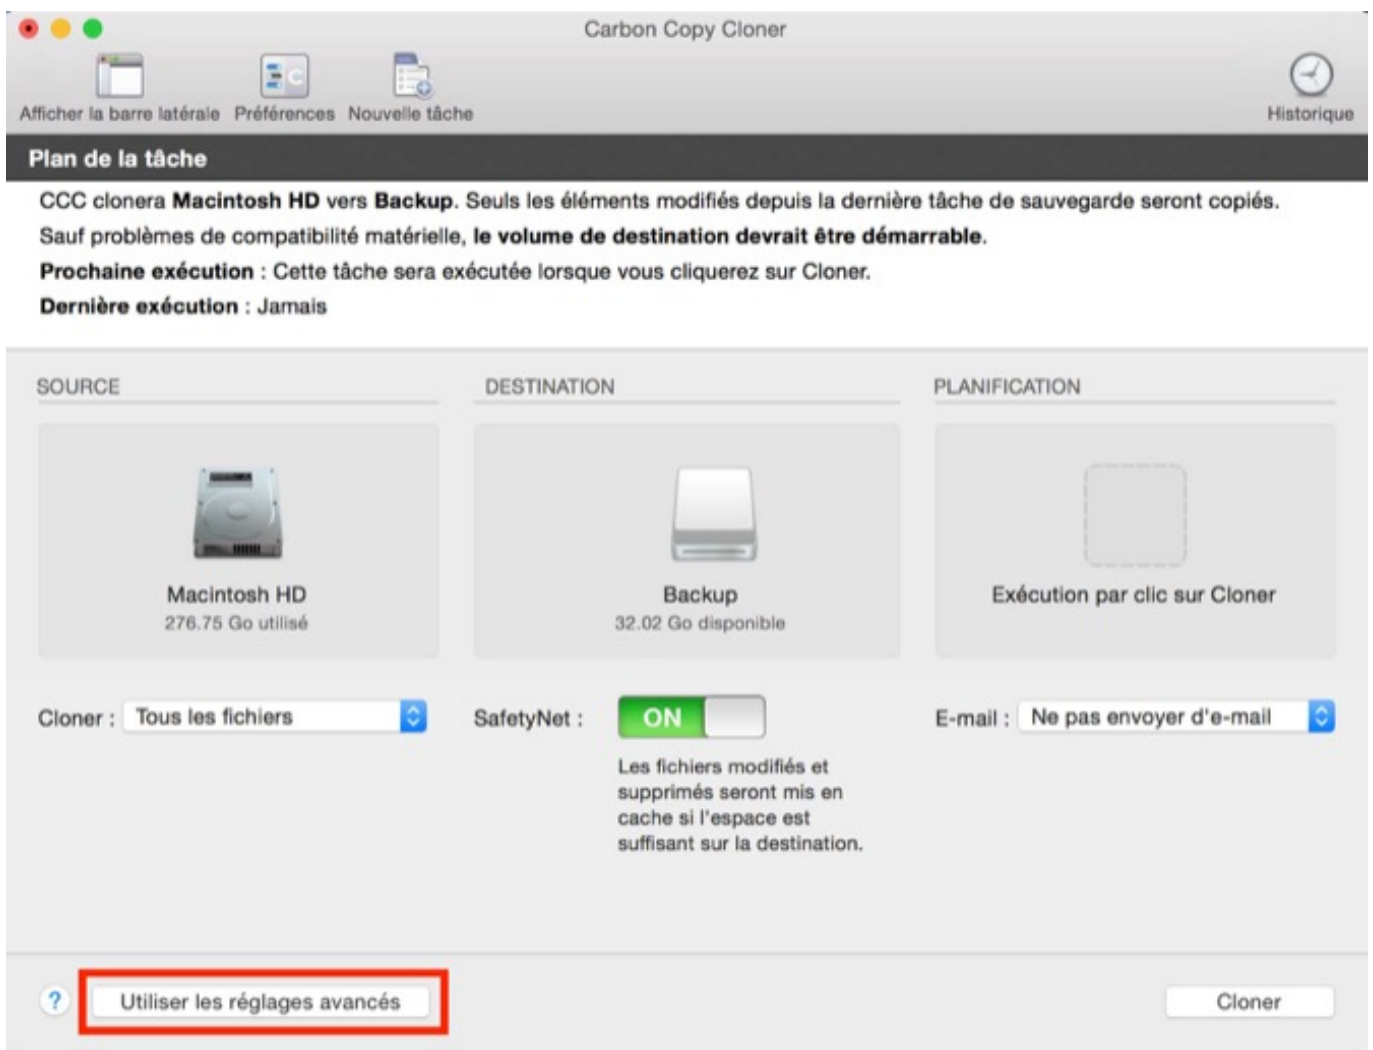 Carbon Copy Cloner
Afficher la barre latérale Préférences Nouvelle tâche Historique
Plan de la tâche
CCC clonera Macintosh HD vers Backup. Seuls les éléments modifiés depuis la dernière tâche de sauvegarde seront copiés.
Sauf problèmes de compatibilité matérielle, le volume de destination devrait être démarrable.
Prochaine exécution : Cette tâche sera exécutée lorsque vous cliquerez sur Cloner.
Dernière exécution : Jamais
SOURCE
Macintosh HD
276.75 Go utilisé
Cloner : Tous les fichiers
DESTINATION
Backup
32.02 Go disponible
SafetyNet : ON
Les fichiers modifiés et
supprimés seront mis en
cache si l'espace est
suffisant sur la destination.
PLANIFICATION
Exécution par clic sur Cloner
E-mail : Ne pas envoyer d'e-mail
? Utiliser les réglages avancés
Cloner